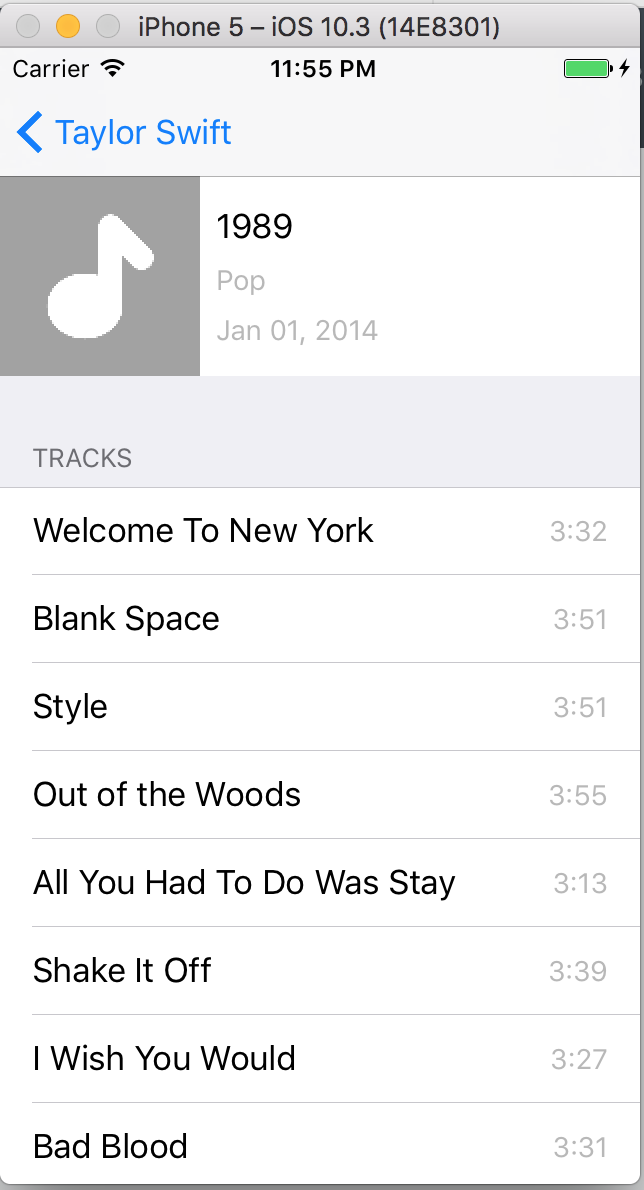 iPhone 5 – iOS 10.3 (14E8301)
Carrier 11:55 PM
Taylor Swift
1989
Pop
Jan 01, 2014
TRACKS
Welcome To New York 3:32
Blank Space 3:51
Style 3:51
Out of the Woods 3:55
All You Had To Do Was Stay 3:13
Shake It Off 3:39
I Wish You Would 3:27
Bad Blood 3:31